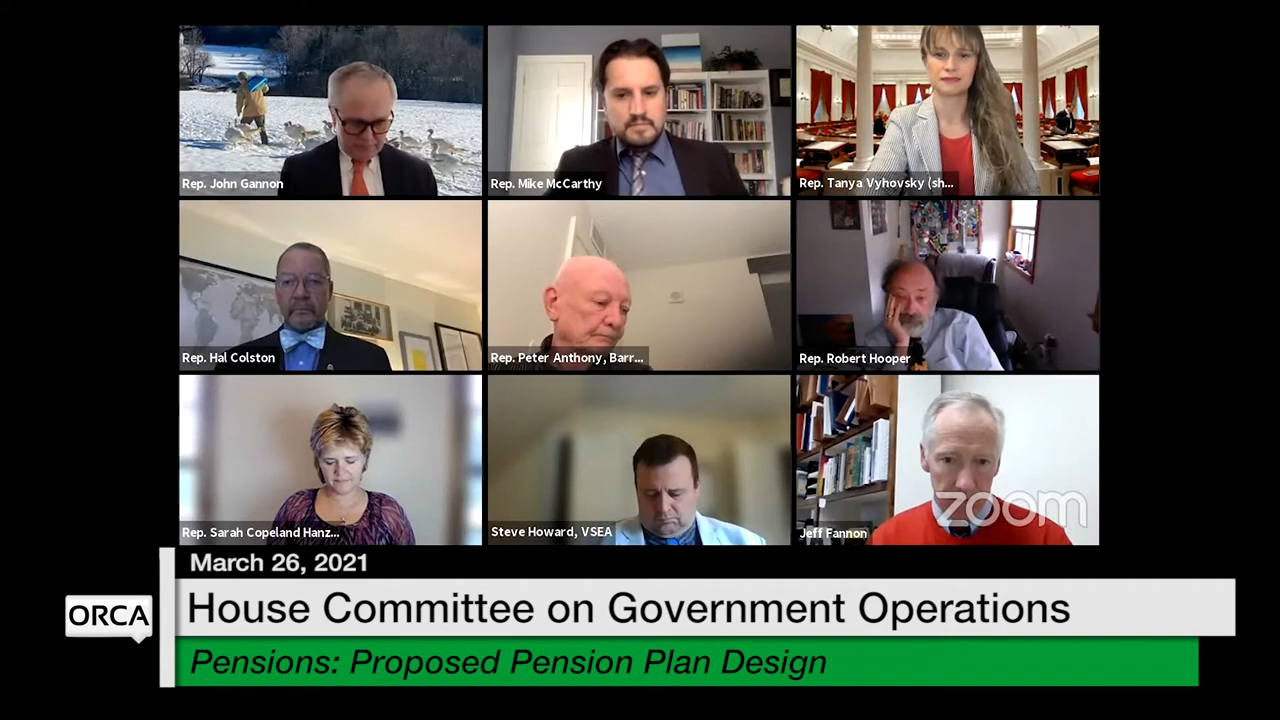 Rep. John Gannon
Rep. Mike McCarthy
Rep. Tanya Vyhovsky (sh...
Rep. Hal Colston
Rep. Peter Anthony, Barr...
Rep. Robert Hooper
Rep. Sarah Copeland Hanz...
Steve Howard, VSEA
Jeff Fannon
zoom
March 26, 2021
ORCA
House Committee on Government Operations
Pensions: Proposed Pension Plan Design